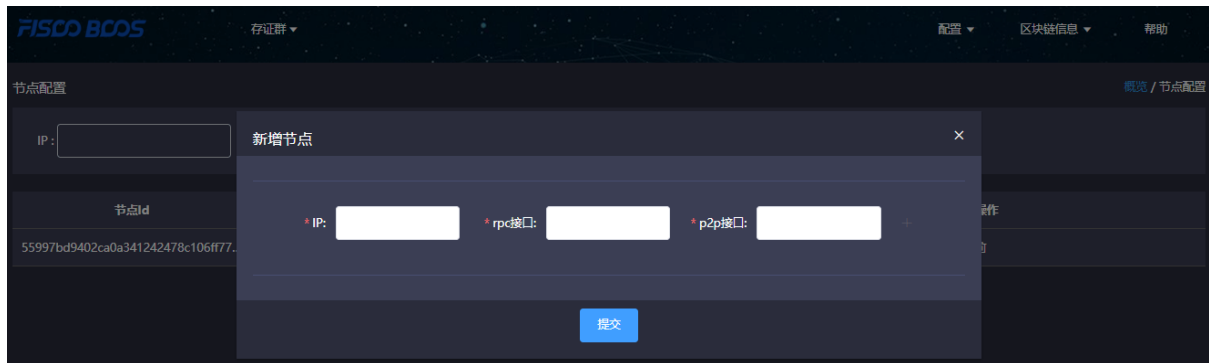 FISCO BCOS 存证群 配置 区块链信息 帮助
节点配置 概览 / 节点配置
IP :
新增节点 ×
节点Id
* IP: * rpc接口: * p2p接口: +
55997bd9402ca0a341242478c106ff77...
提交